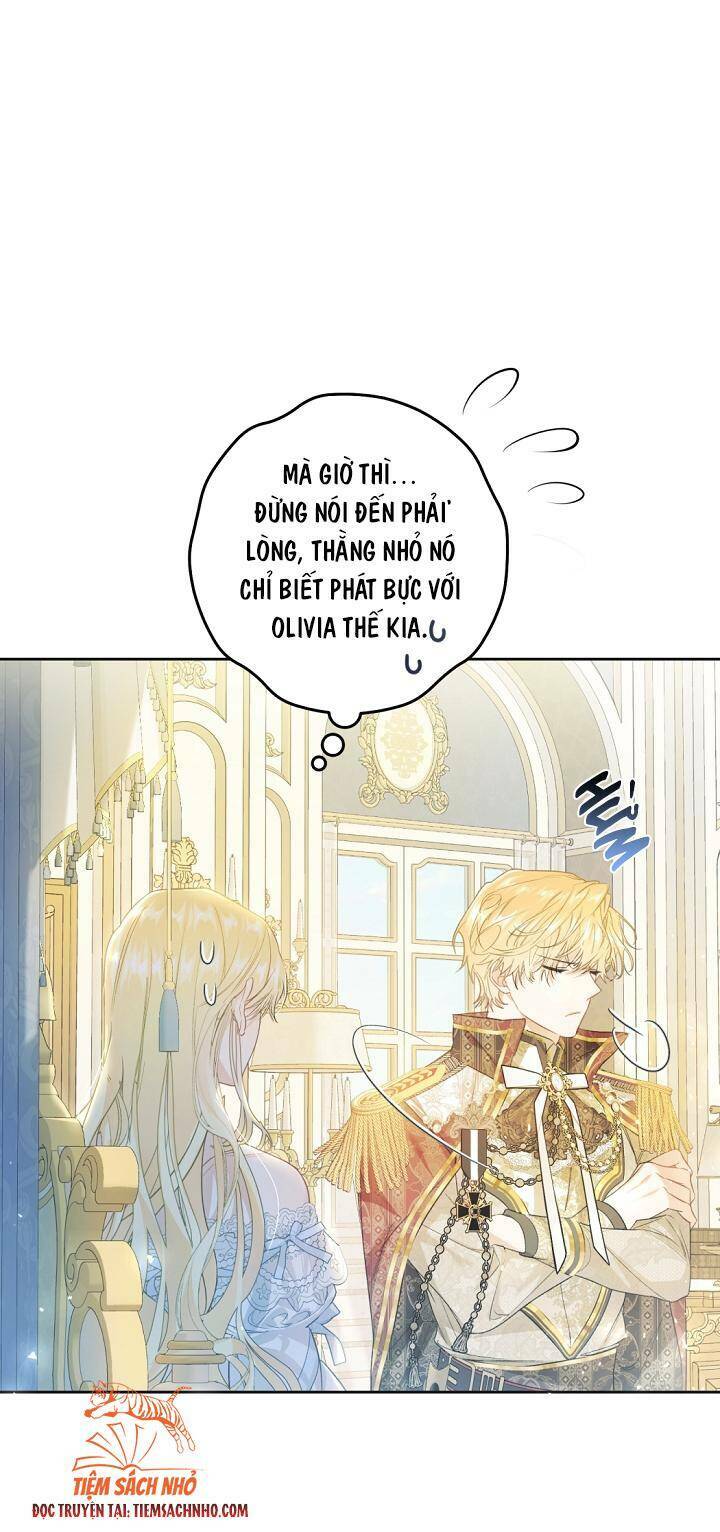 MÀ GIỜ THÌ...
ĐỪNG NÓI ĐẾN PHẢI
LÒNG, THẰNG NHỎ NÓ
CHỈ BIẾT PHÁT BỰC VỚI
OLIVIA THẾ KIA.
HỪM
TIỆM SÁCH NHỎ
ĐỌC TRUYỆN TẠI: TIEMSACHNHO.COM